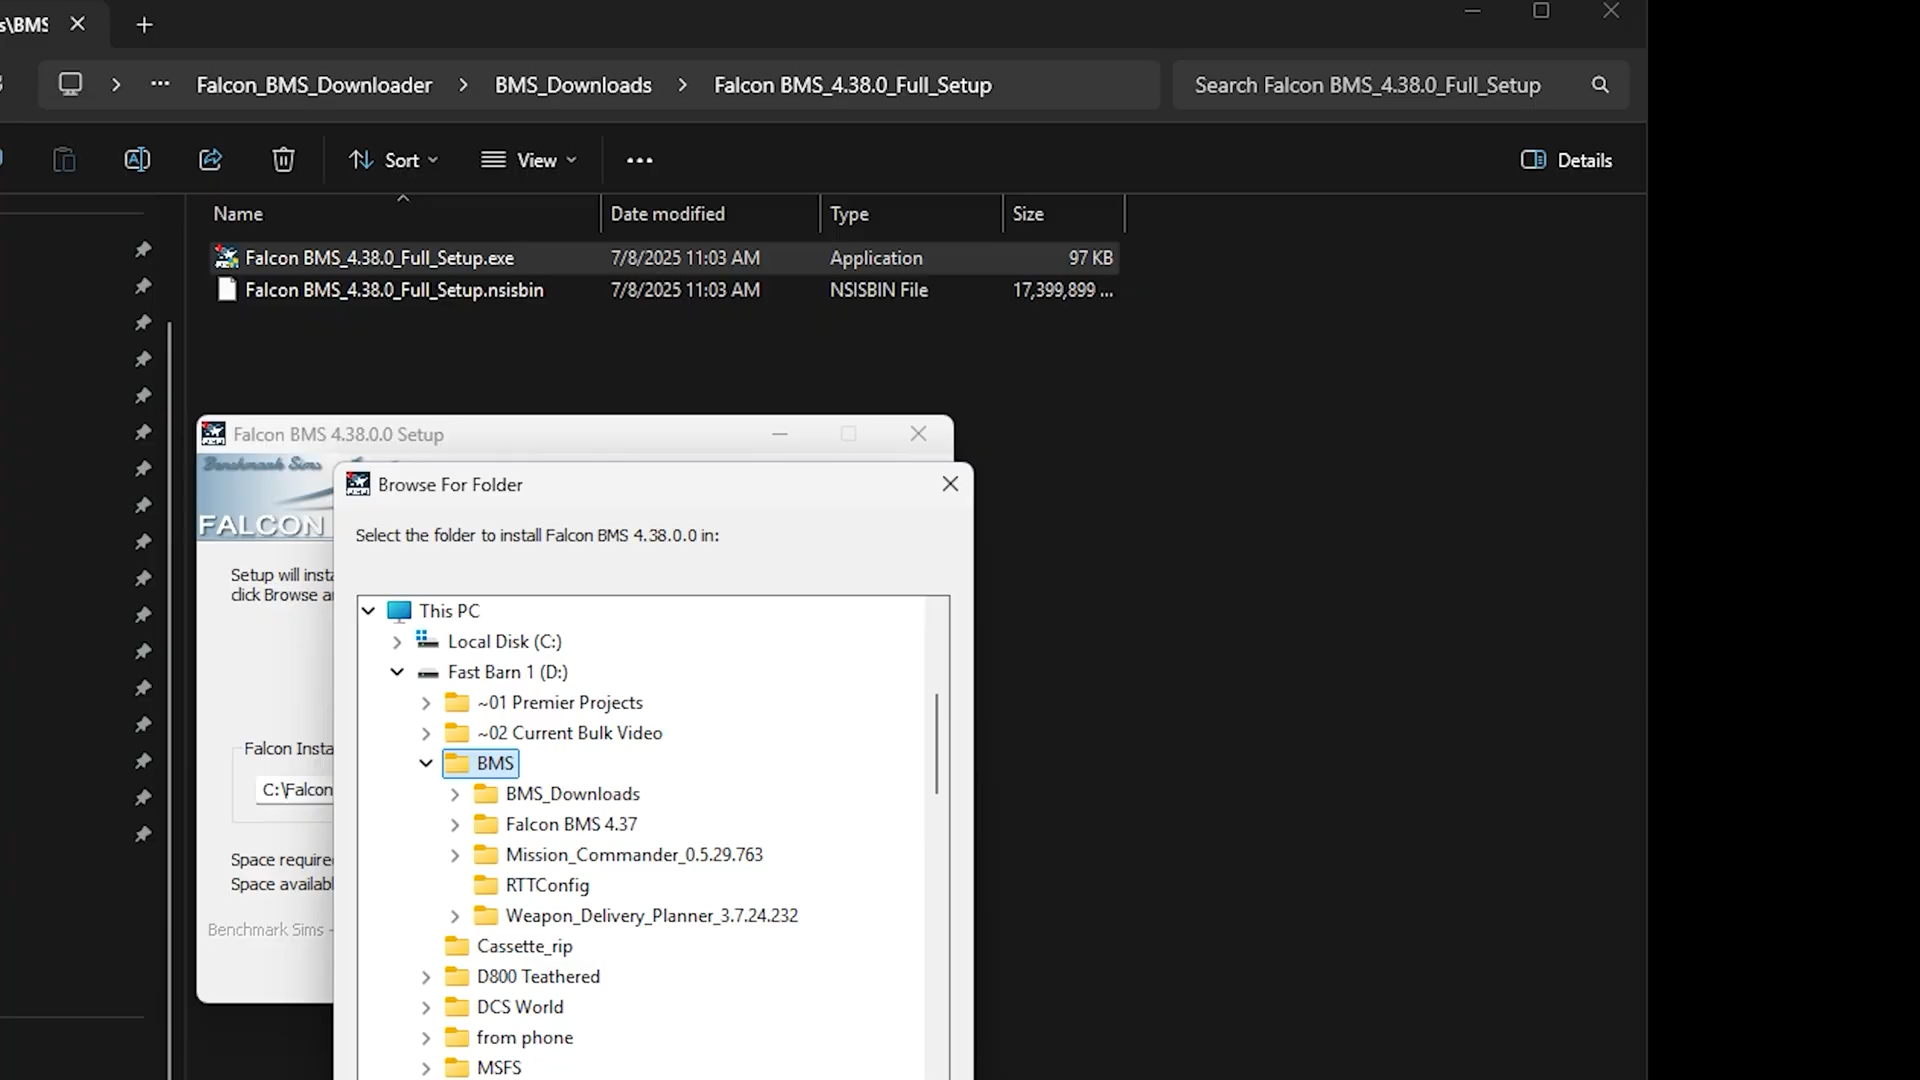 s\BMS
Falcon_BMS_Downloader > BMS_Downloads > Falcon BMS_4.38.0_Full_Setup
Search Falcon BMS_4.38.0_Full_Setup
Sort
View
Details
Name
Date modified
Type
Size
Falcon BMS_4.38.0_Full_Setup.exe
7/8/2025 11:03 AM
Application
97 KB
Falcon BMS_4.38.0_Full_Setup.nsisbin
7/8/2025 11:03 AM
NSISBIN File
17,399,899 ...
Falcon BMS 4.38.0.0 Setup
Benchmark Sims
FALCON
Browse For Folder
Select the folder to install Falcon BMS 4.38.0.0 in:
Setup will insta
click Browse a
Falcon Insta
C:\Falcon
Space require
Space availab
Benchmark Sims -
This PC
Local Disk (C:)
Fast Barn 1 (D:)
~01 Premier Projects
~02 Current Bulk Video
BMS
BMS_Downloads
Falcon BMS 4.37
Mission_Commander_0.5.29.763
RTTConfig
Weapon_Delivery_Planner_3.7.24.232
Cassette_rip
D800 Teathered
DCS World
from phone
MSFS